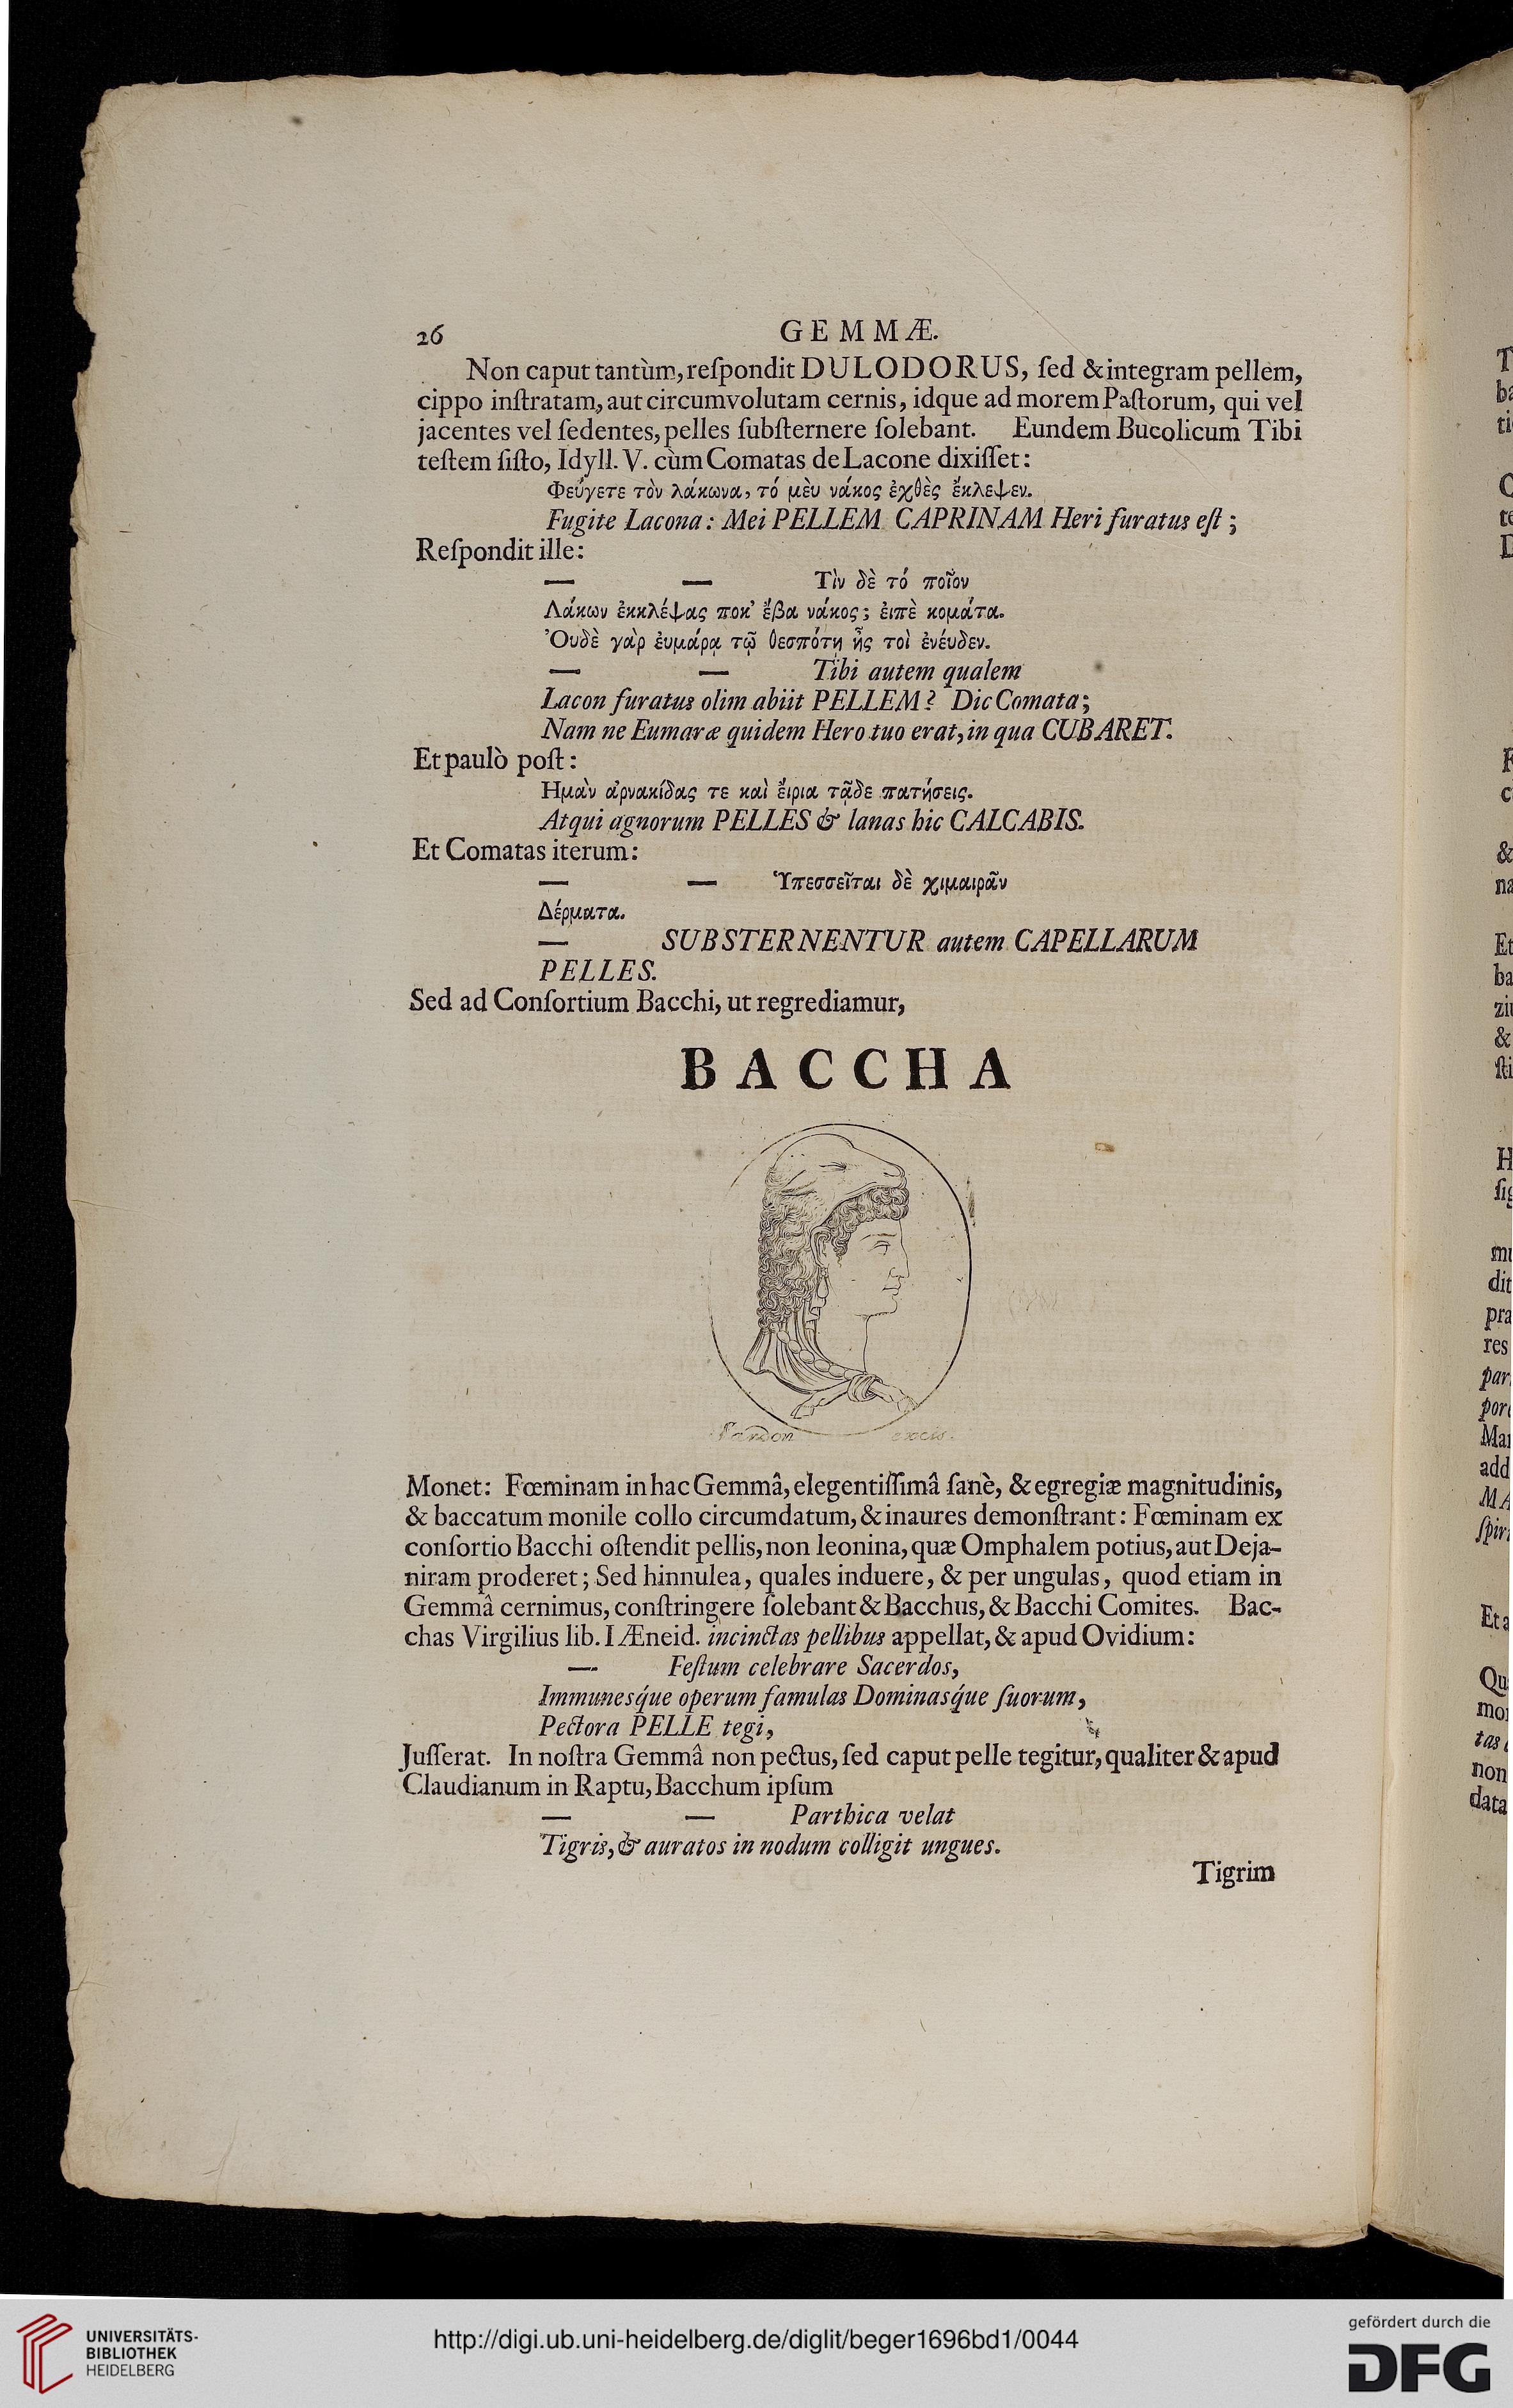 26 GEMMÆ.
Non caput tantùm, reſpondit DULODORUS, ſed & integram pellem,
cippo inſtratam, aut circumvolutam cernis, idque ad morem Paſtorum, qui vel
jacentes vel ſedentes, pelles ſubſternere ſolebant. Eundem Bucolicum Tibi
teſtem ſiſto, Idyll. V. cùm Comatas de Lacone dixiſſet:
Φεύγετε τὸν λάκωνα, τό μὲυ νάκος ἐχθὲς ἔκλεψεν.
Fugite Lacona: Mei PELLEM CAPRINAM Heri furatus eſt;
Reſpondit ille:
— — Τὶν δὲ τό ποῖον
Λάκων ἐκκλέψας ποκ' ἔβα νάκος; ἐιπὲ κομάτα.
Ὀυδὲ γὰρ ἐυμάρᾳ τῷ θεσπότῃ ἦς τοὶ ἐνέυδεν.
— — Tibi autem qualem
Lacon furatus olim abiit PELLEM? Dic Comata;
Nam ne Eumaræ quidem Hero tuo erat, in qua CUBARET.
Et paulò poſt:
Ημὰν ἀρνακίδας τε καὶ ἔιρια τᾷδε πατήσεις.
Atqui agnorum PELLES & lanas hic CALCABIS.
Et Comatas iterum:
— — Ὑπεσσεῖται δὲ χιμαιρᾶν
Δέρματα.
— SUBSTERNENTUR autem CAPELLARUM
PELLES.
Sed ad Conſortium Bacchi, ut regrediamur,
BACCHA
excis.
Monet: Fœminam in hac Gemmâ, elegentiſſimâ ſanè, & egregiæ magnitudinis,
& baccatum monile collo circumdatum, & inaures demonſtrant: Fœminam ex
conſortio Bacchi oſtendit pellis, non leonina, quæ Omphalem potius, aut Deja-
niram proderet; Sed hinnulea, quales induere, & per ungulas, quod etiam in
Gemmâ cernimus, conſtringere ſolebant & Bacchus, & Bacchi Comites. Bac-
chas Virgilius lib. I Æneid. incinctas pellibus appellat, & apud Ovidium:
— Feſtum celebrare Sacerdos,
Immunesq́ue operum famulas Dominasq́ue ſuorum,
Pectora PELLE tegi,
Juſſerat. In noſtra Gemmâ non pectus, ſed caput pelle tegitur, qualiter & apud
Claudianum in Raptu, Bacchum ipſum
— — Parthica velat
Tigris, & auratos in nodum colligit ungues.
Tigrim
UNIVERSITÄTS-
BIBLIOTHEK
HEIDELBERG
http://digi.ub.uni-heidelberg.de/diglit/beger1696bd1/0044
gefördert durch die
DFG